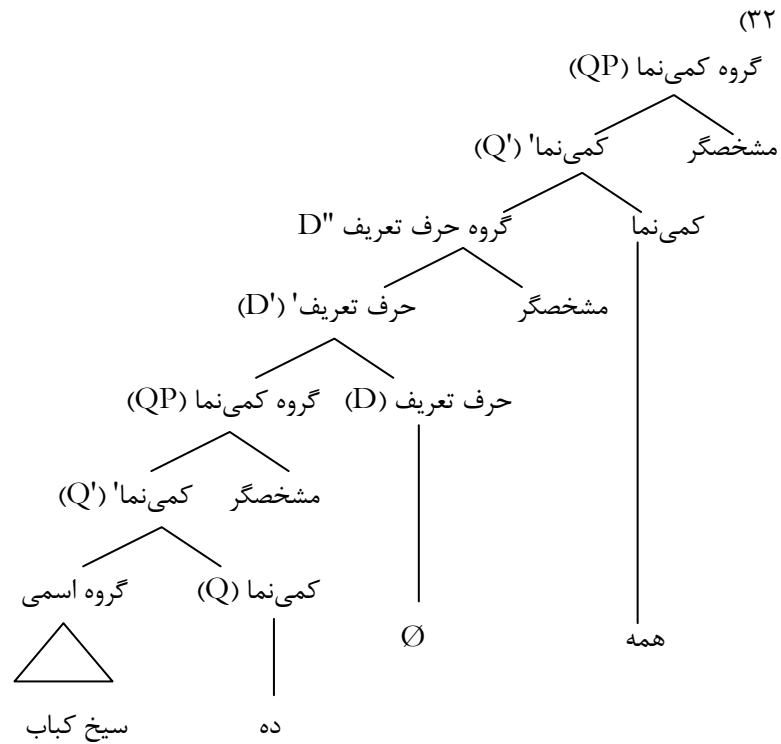 (۳۲
گروه کمی‌نما (QP)
مشخصگر کمی‌نما' (Q')
کمی‌نما گروه حرف تعریف D"
مشخصگر حرف تعریف' (D')
حرف تعریف (D) گروه کمی‌نما (QP)
مشخصگر کمی‌نما' (Q')
کمی‌نما (Q) گروه اسمی
همه Ø
ده سیخ کباب